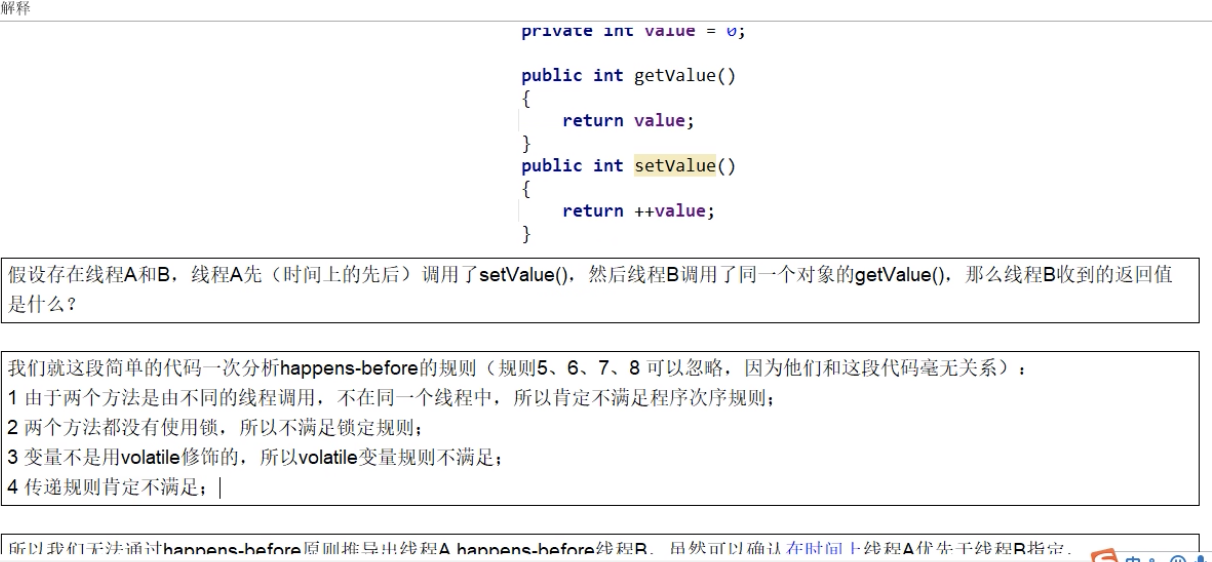 解释
private int value = 0;
public int getValue()
{
return value;
}
public int setValue()
{
return ++value;
}
假设存在线程A和B，线程A先（时间上的先后）调用了setValue()，然后线程B调用了同一个对象的getValue()，那么线程B收到的返回值
是什么？
我们就这段简单的代码一次分析happens-before的规则（规则5、6、7、8 可以忽略，因为他们和这段代码毫无关系）：
1 由于两个方法是由不同的线程调用，不在同一个线程中，所以肯定不满足程序次序规则；
2 两个方法都没有使用锁，所以不满足锁定规则；
3 变量不是用volatile修饰的，所以volatile变量规则不满足；
4 传递规则肯定不满足；
所以我们无法通过happens-before原则推导出线程A happens-before线程B，虽然可以确认在时间上线程A优先于线程B指定，